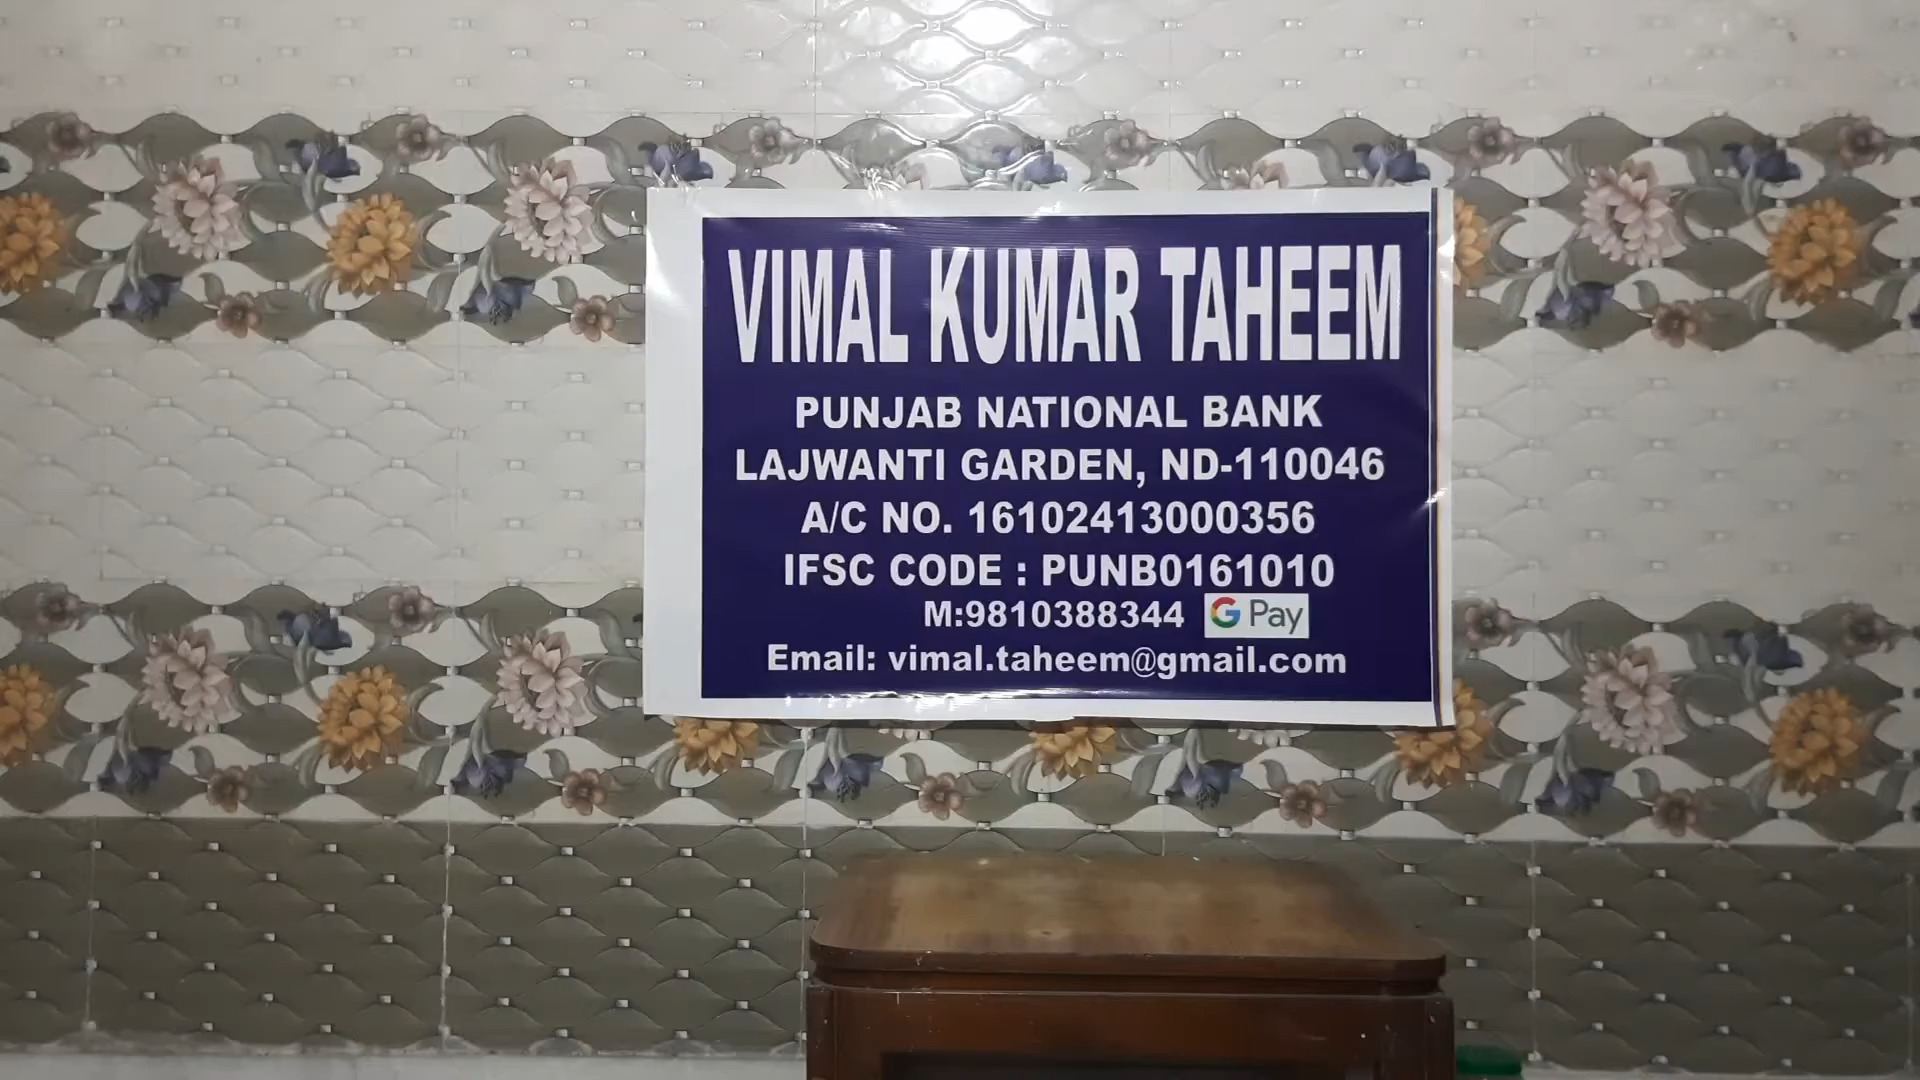 VIMAL KUMAR TAHEEM
PUNJAB NATIONAL BANK
LAJWANTI GARDEN, ND-110046
A/C NO. 16102413000356
IFSC CODE : PUNB0161010
M:9810388344 G Pay
Email: vimal.taheem@gmail.com